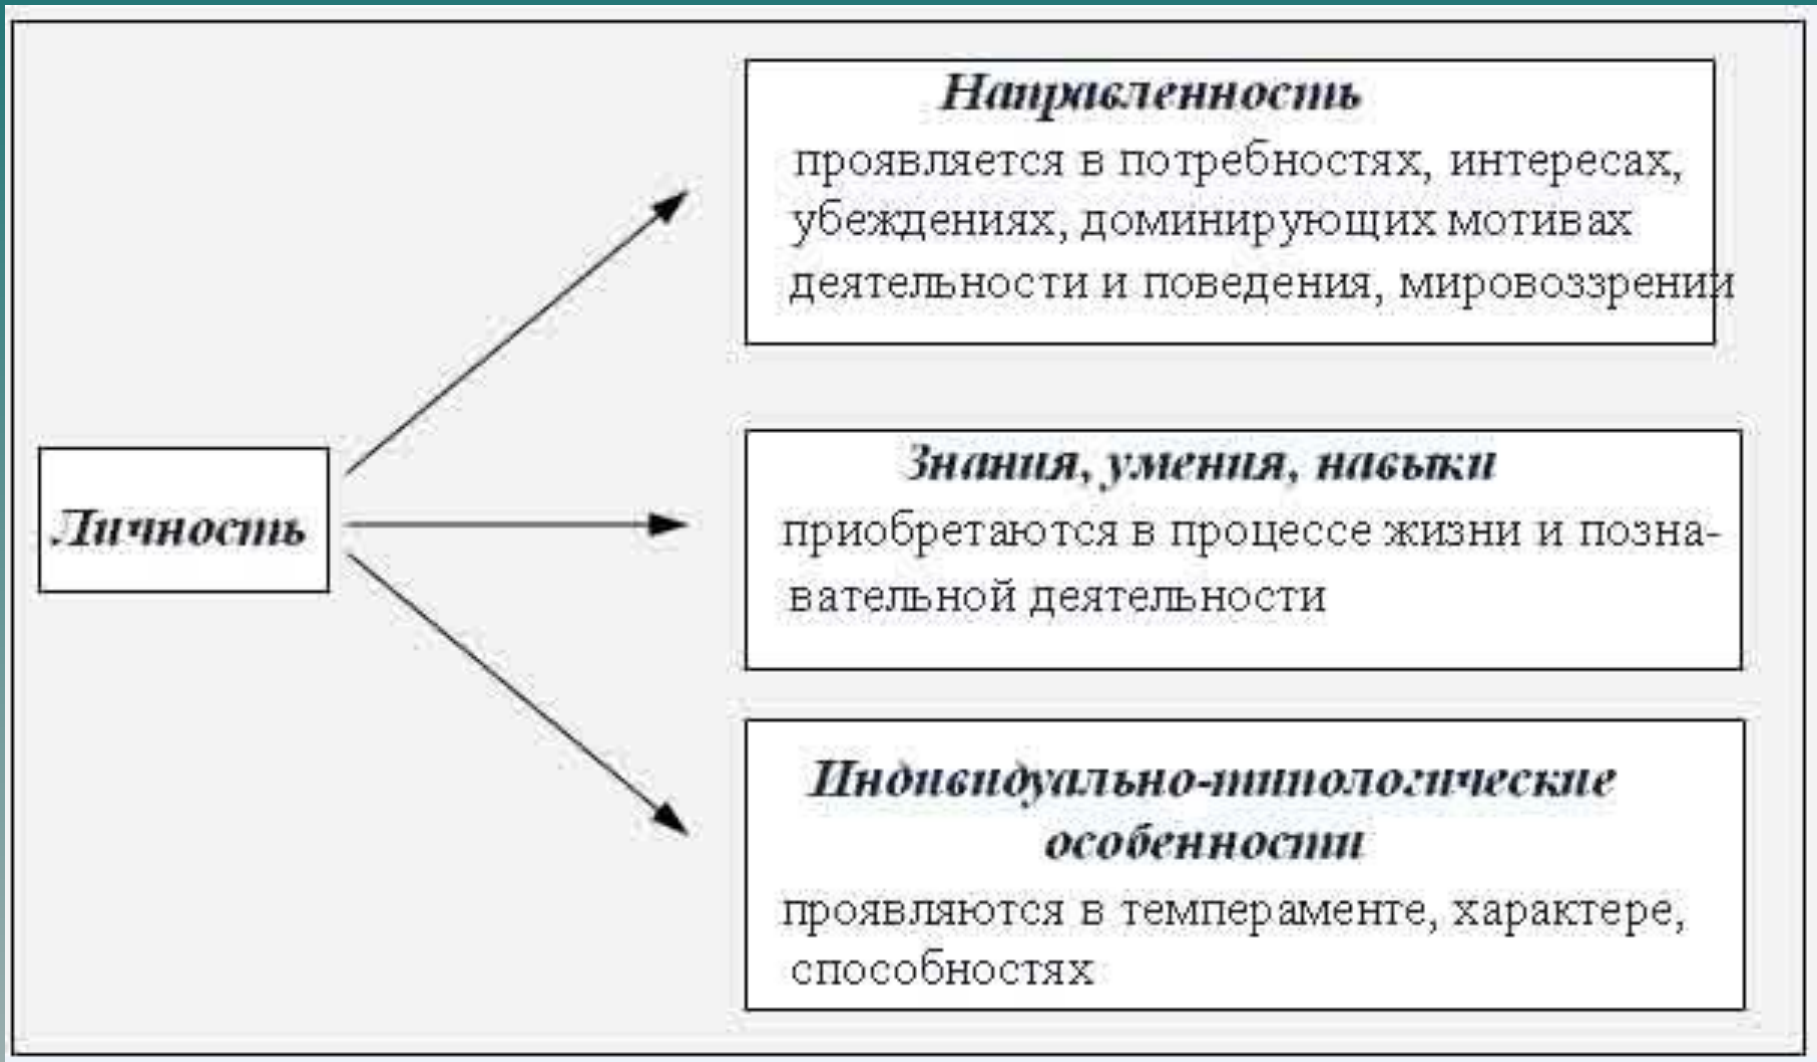 Направленность
проявляется в потребностях, интересах,
убеждениях, доминирующих мотивах
деятельности и поведения, мировоззрении
Личность
Знания, умения, навыки
приобретаются в процессе жизни и позна-
вательной деятельности
Индивидуально-типологические
особенности
проявляются в темпераменте, характере,
способностях